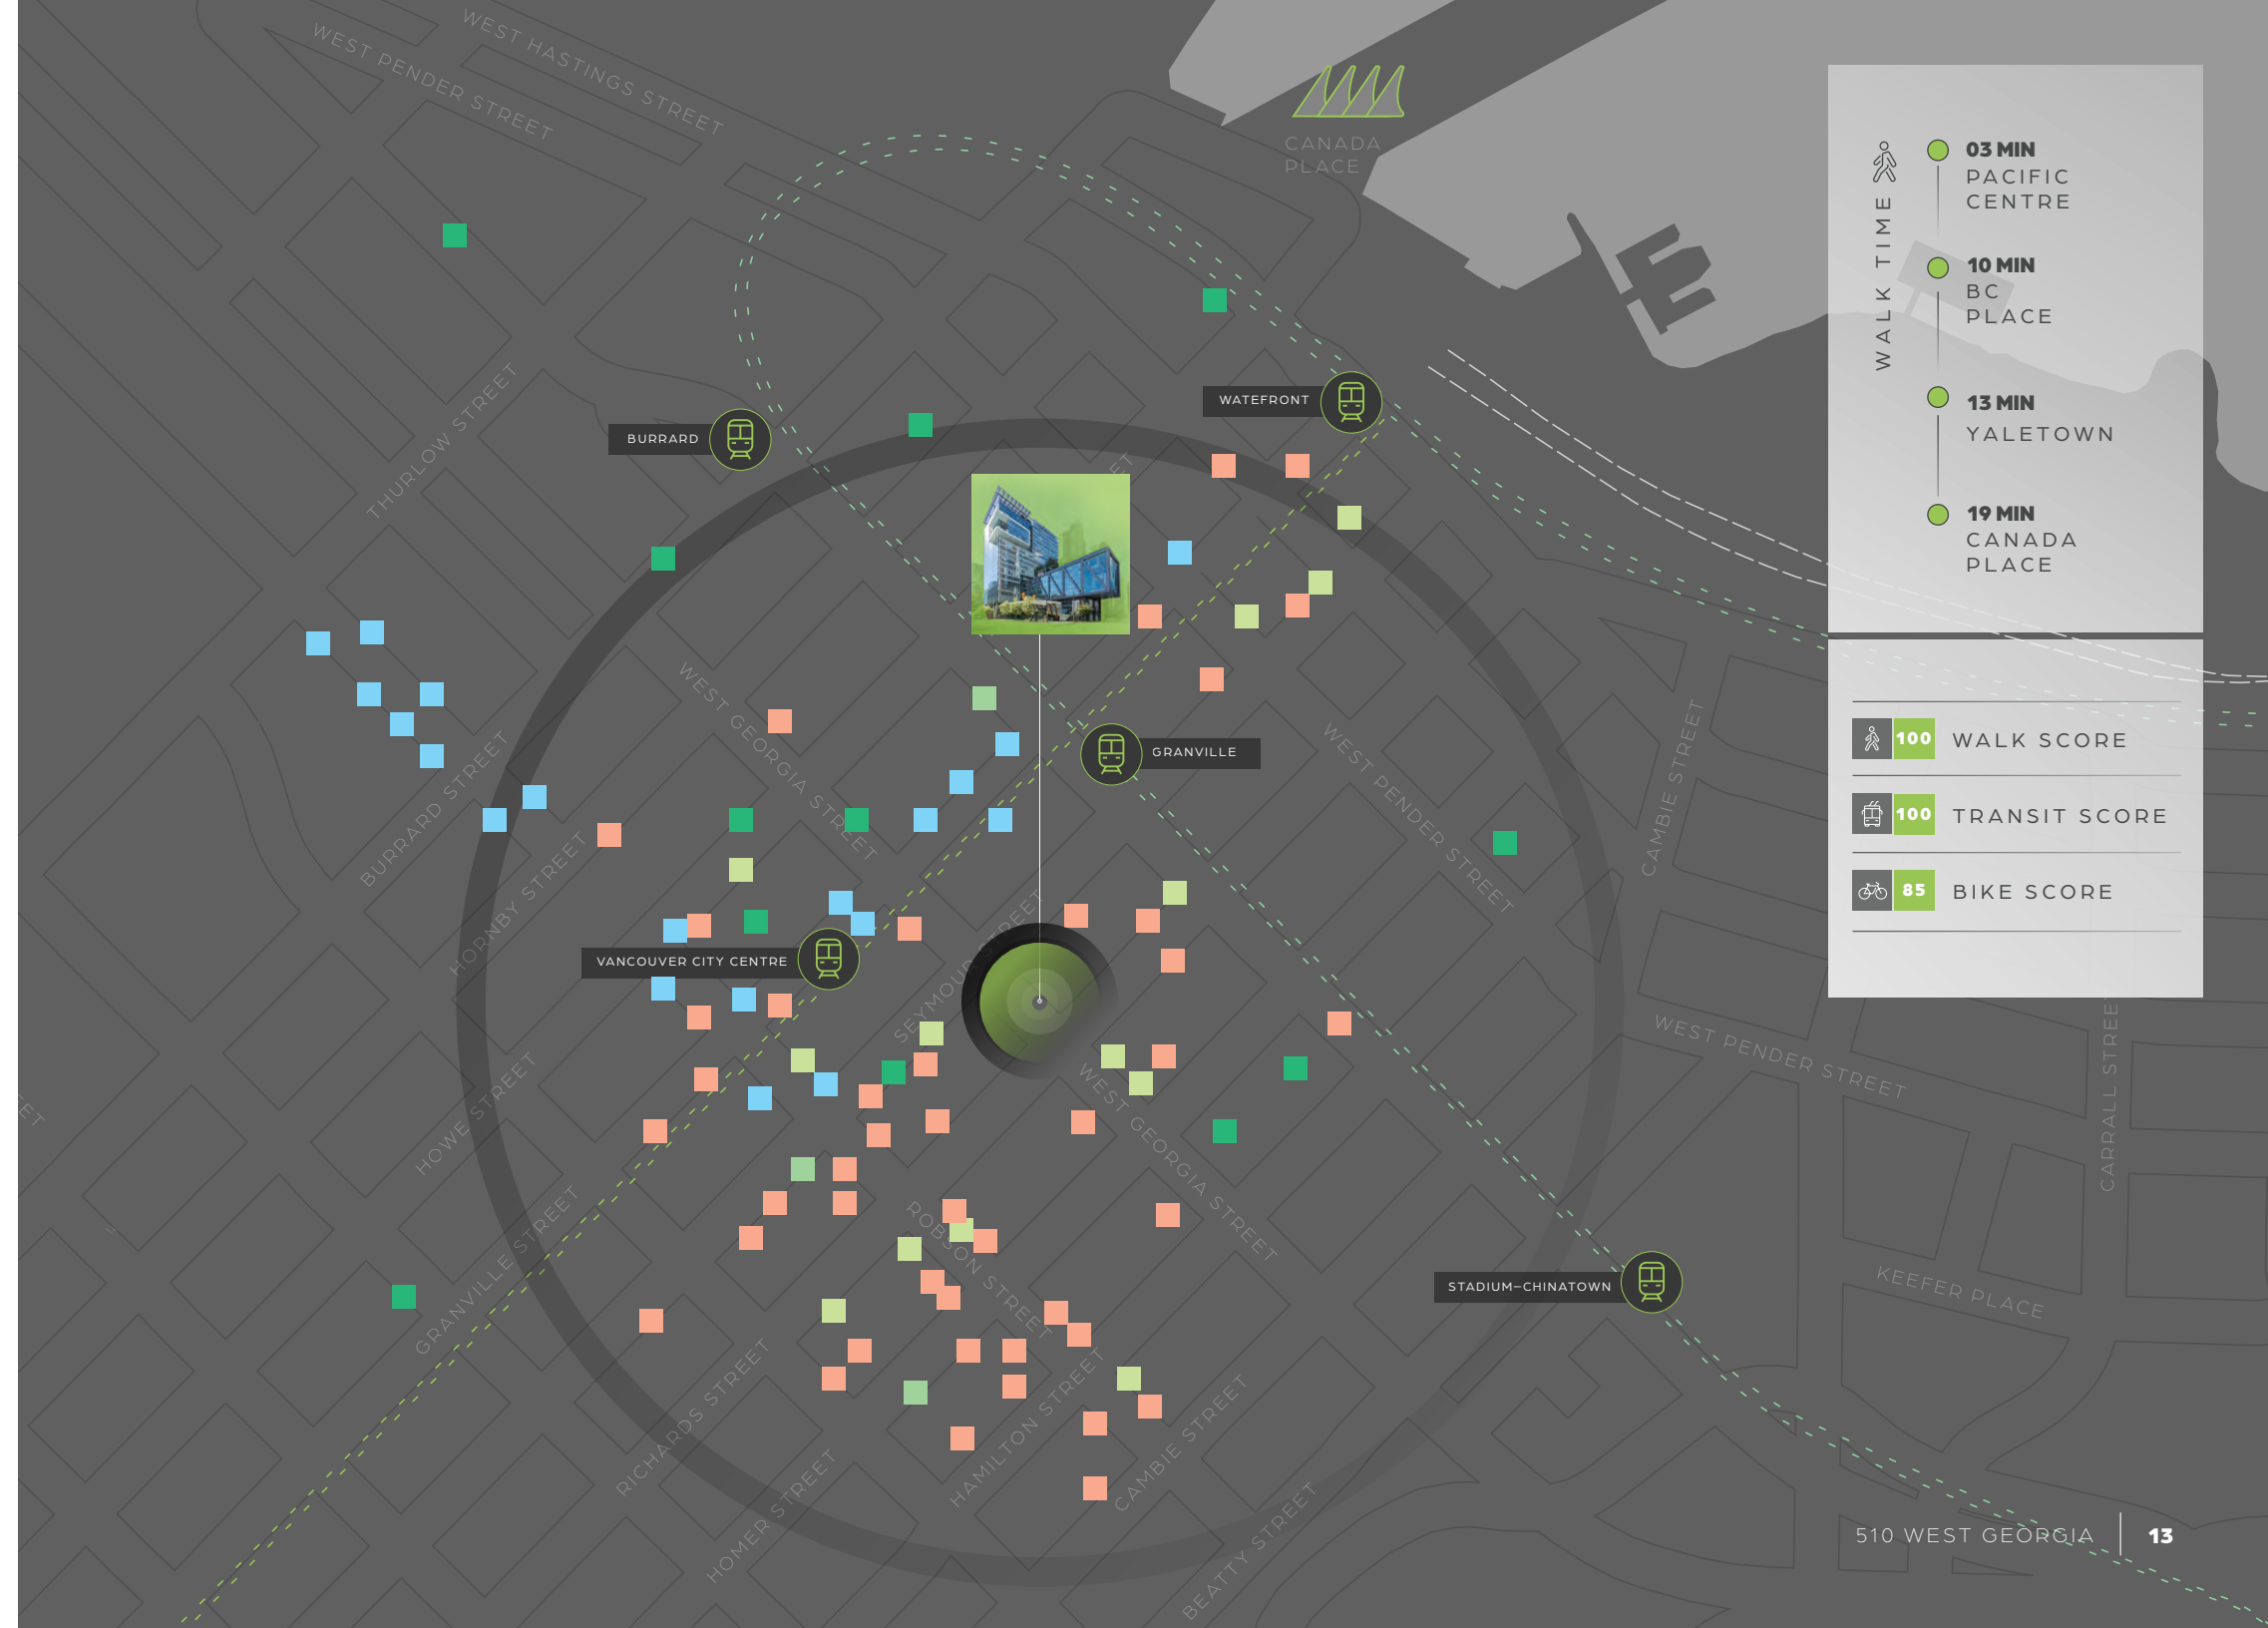 WEST HASTINGS STREET
WEST PENDER STREET
CANADA
PLACE
THURLOW STREET
BURRARD
WATEFRONT
WEST GEORGIA STREET
GRANVILLE
WEST PENDER STREET
CAMBIE STREET
BURRARD STREET
HORNBY STREET
VANCOUVER CITY CENTRE
SEYMOUR STREET
HOWE STREET
WEST GEORGIA STREET
WEST PENDER STREET
CARRALL STREET
GRANVILLE STREET
ROBSON STREET
STADIUM–CHINATOWN
KEEFER PLACE
RICHARDS STREET
HOMER STREET
HAMILTON STREET
CAMBIE STREET
BEATTY STREET
WALK TIME
03 MIN
PACIFIC
CENTRE
10 MIN
BC
PLACE
13 MIN
YALETOWN
19 MIN
CANADA
PLACE
100 WALK SCORE
100 TRANSIT SCORE
85 BIKE SCORE
510 WEST GEORGIA
13